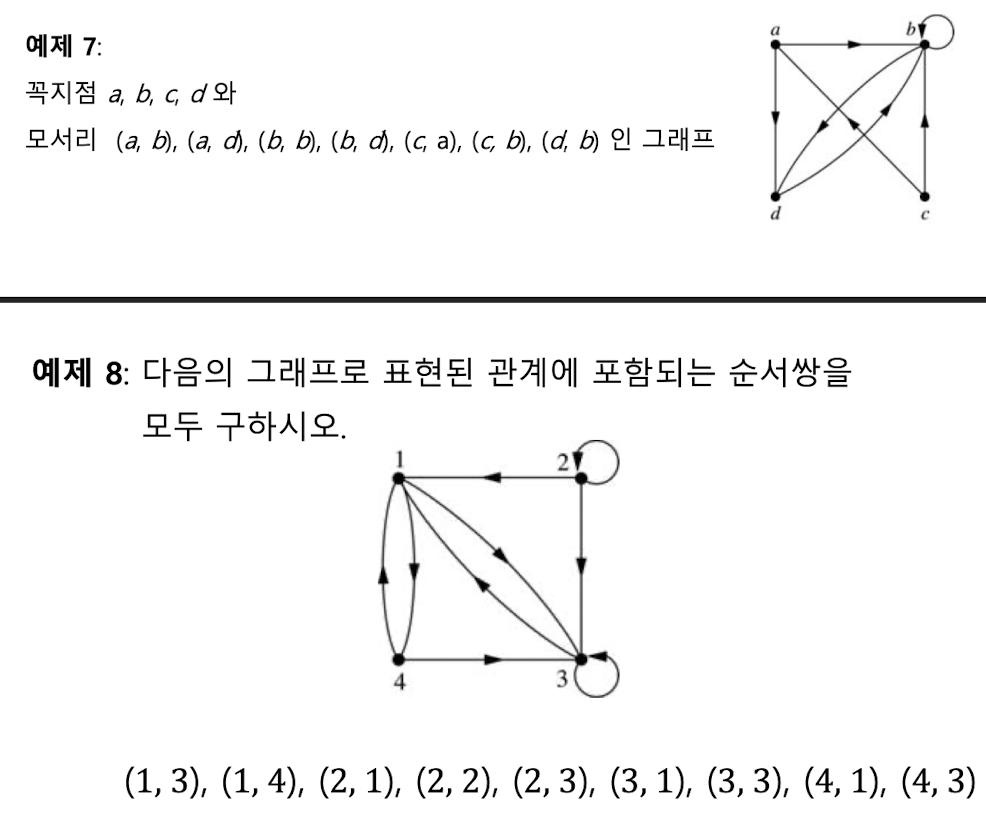 예제 7:
꼭지점 a, b, c, d 와
모서리 (a, b), (a, d), (b, b), (b, d), (c, a), (c, b), (d, b) 인 그래프
a
b
d
c
예제 8: 다음의 그래프로 표현된 관계에 포함되는 순서쌍을
모두 구하시오.
1
2
4
3
(1, 3), (1, 4), (2, 1), (2, 2), (2, 3), (3, 1), (3, 3), (4, 1), (4, 3)